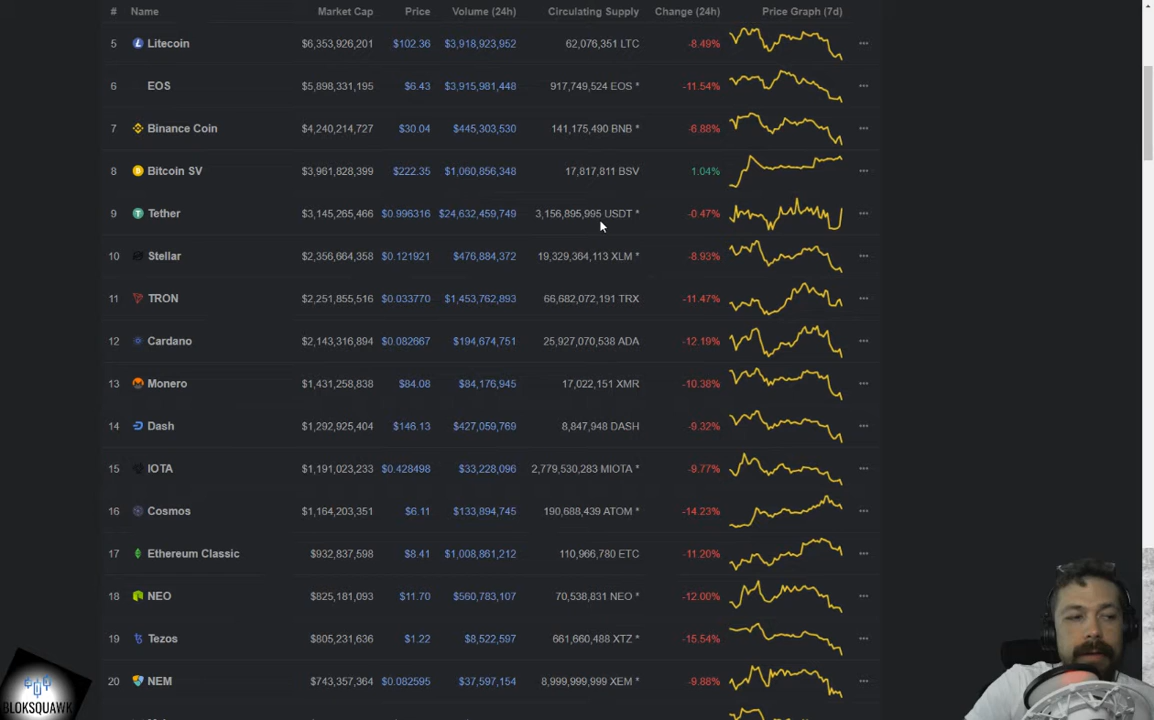 # Name Market Cap Price Volume (24h) Circulating Supply Change (24h) Price Graph (7d)
5 Litecoin $6,353,926,201 $102.36 $3,918,923,952 62,076,351 LTC -8.49%
6 EOS $5,898,331,195 $6.43 $3,915,981,448 917,749,524 EOS * -11.54%
7 Binance Coin $4,240,214,727 $30.04 $445,303,530 141,175,490 BNB * -6.88%
8 Bitcoin SV $3,961,828,399 $222.35 $1,060,856,348 17,817,811 BSV 1.04%
9 Tether $3,145,265,466 $0.996316 $24,632,459,749 3,156,895,995 USDT * -0.47%
10 Stellar $2,356,664,358 $0.121921 $476,884,372 19,329,364,113 XLM * -8.93%
11 TRON $2,251,855,516 $0.033770 $1,453,762,893 66,682,072,191 TRX -11.47%
12 Cardano $2,143,316,894 $0.082667 $194,674,751 25,927,070,538 ADA -12.19%
13 Monero $1,431,258,838 $84.08 $84,176,945 17,022,151 XMR -10.38%
14 Dash $1,292,925,404 $146.13 $427,059,769 8,847,948 DASH -9.32%
15 IOTA $1,191,023,233 $0.428498 $33,228,096 2,779,530,283 MIOTA * -9.77%
16 Cosmos $1,164,203,351 $6.11 $133,894,745 190,688,439 ATOM * -14.23%
17 Ethereum Classic $932,837,598 $8.41 $1,008,861,212 110,966,780 ETC -11.20%
18 NEO $825,181,093 $11.70 $560,783,107 70,538,831 NEO * -12.00%
19 Tezos $805,231,636 $1.22 $8,522,597 661,660,488 XTZ * -15.54%
20 NEM $743,357,364 $0.082595 $37,597,154 8,999,999,999 XEM * -9.88%
BLOKSQUAWK